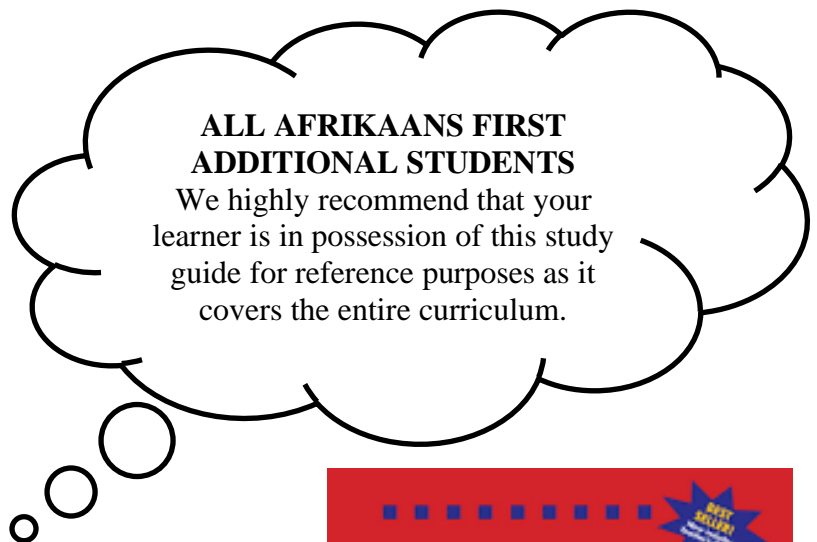 ALL AFRIKAANS FIRST
ADDITIONAL STUDENTS
We highly recommend that your
learner is in possession of this study
guide for reference purposes as it
covers the entire curriculum.
BEST
SELLER!